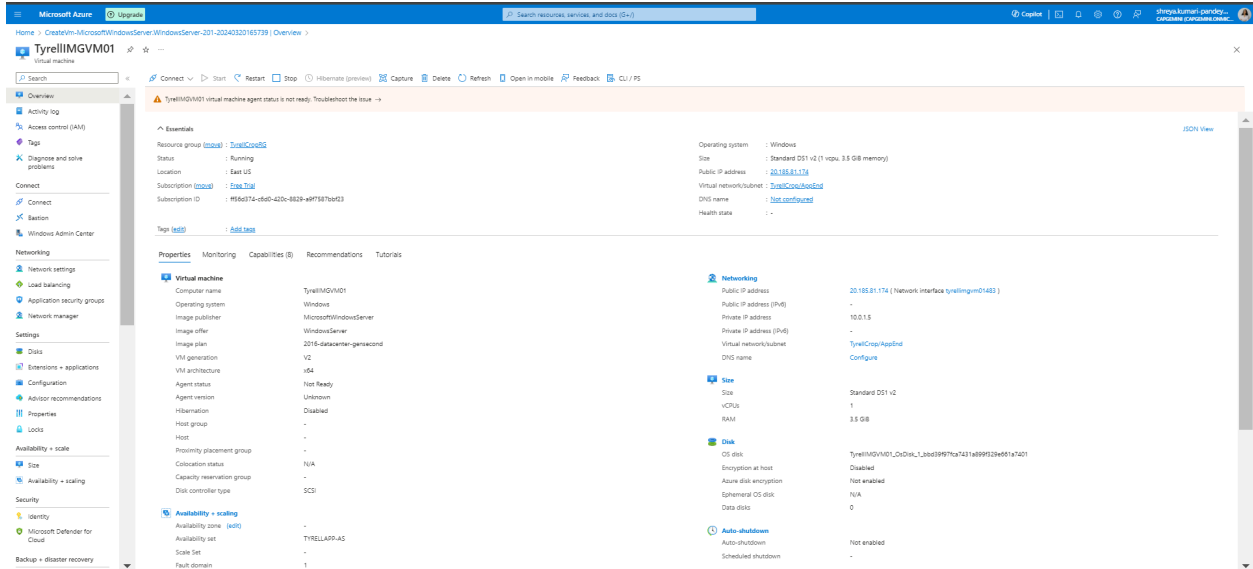 Microsoft Azure
Upgrade
Search resources, services, and docs (G+/)
Copilot
shreya.kumari-pandey...
CAPGEMINI (CAPGEMINI.ONMIC...
Home > CreateVm-MicrosoftWindowsServer.WindowsServer-201-20240320165739 | Overview >
TyrellIMGVM01
Virtual machine
Search
Connect
Start
Restart
Stop
Hibernate (preview)
Capture
Delete
Refresh
Open in mobile
Feedback
CLI / PS
Overview
Activity log
Access control (IAM)
Tags
Diagnose and solve
problems
Connect
Connect
Bastion
Windows Admin Center
Networking
Network settings
Load balancing
Application security groups
Network manager
Settings
Disks
Extensions + applications
Configuration
Advisor recommendations
Properties
Locks
Availability + scale
Size
Availability + scaling
Security
Identity
Microsoft Defender for
Cloud
Backup + disaster recovery
TyrellIMGVM01 virtual machine agent status is not ready. Troubleshoot the issue →
Essentials
JSON View
Resource group (move) : TyrellCropRG
Status : Running
Location : East US
Subscription (move) : Free Trial
Subscription ID : ff56d374-c6d0-420c-8829-a9f7587bbf23
Tags (edit) : Add tags
Operating system : Windows
Size : Standard DS1 v2 (1 vcpu, 3.5 GiB memory)
Public IP address : 20.185.81.174
Virtual network/subnet : TyrellCrop/AppEnd
DNS name : Not configured
Health state : -
Properties Monitoring Capabilities (8) Recommendations Tutorials
Virtual machine
Computer name TyrellIMGVM01
Operating system Windows
Image publisher MicrosoftWindowsServer
Image offer WindowsServer
Image plan 2016-datacenter-gensecond
VM generation V2
VM architecture x64
Agent status Not Ready
Agent version Unknown
Hibernation Disabled
Host group -
Host -
Proximity placement group -
Colocation status N/A
Capacity reservation group -
Disk controller type SCSI
Availability + scaling
Availability zone (edit) -
Availability set TYRELLAPP-AS
Scale Set -
Fault domain 1
Networking
Public IP address 20.185.81.174 ( Network interface tyrellimgvm01483 )
Public IP address (IPv6) -
Private IP address 10.0.1.5
Private IP address (IPv6) -
Virtual network/subnet TyrellCrop/AppEnd
DNS name Configure
Size
Size Standard DS1 v2
vCPUs 1
RAM 3.5 GiB
Disk
OS disk TyrellIMGVM01_OsDisk_1_bbd39f97fca7431a899f329e661a7401
Encryption at host Disabled
Azure disk encryption Not enabled
Ephemeral OS disk N/A
Data disks 0
Auto-shutdown
Auto-shutdown Not enabled
Scheduled shutdown -